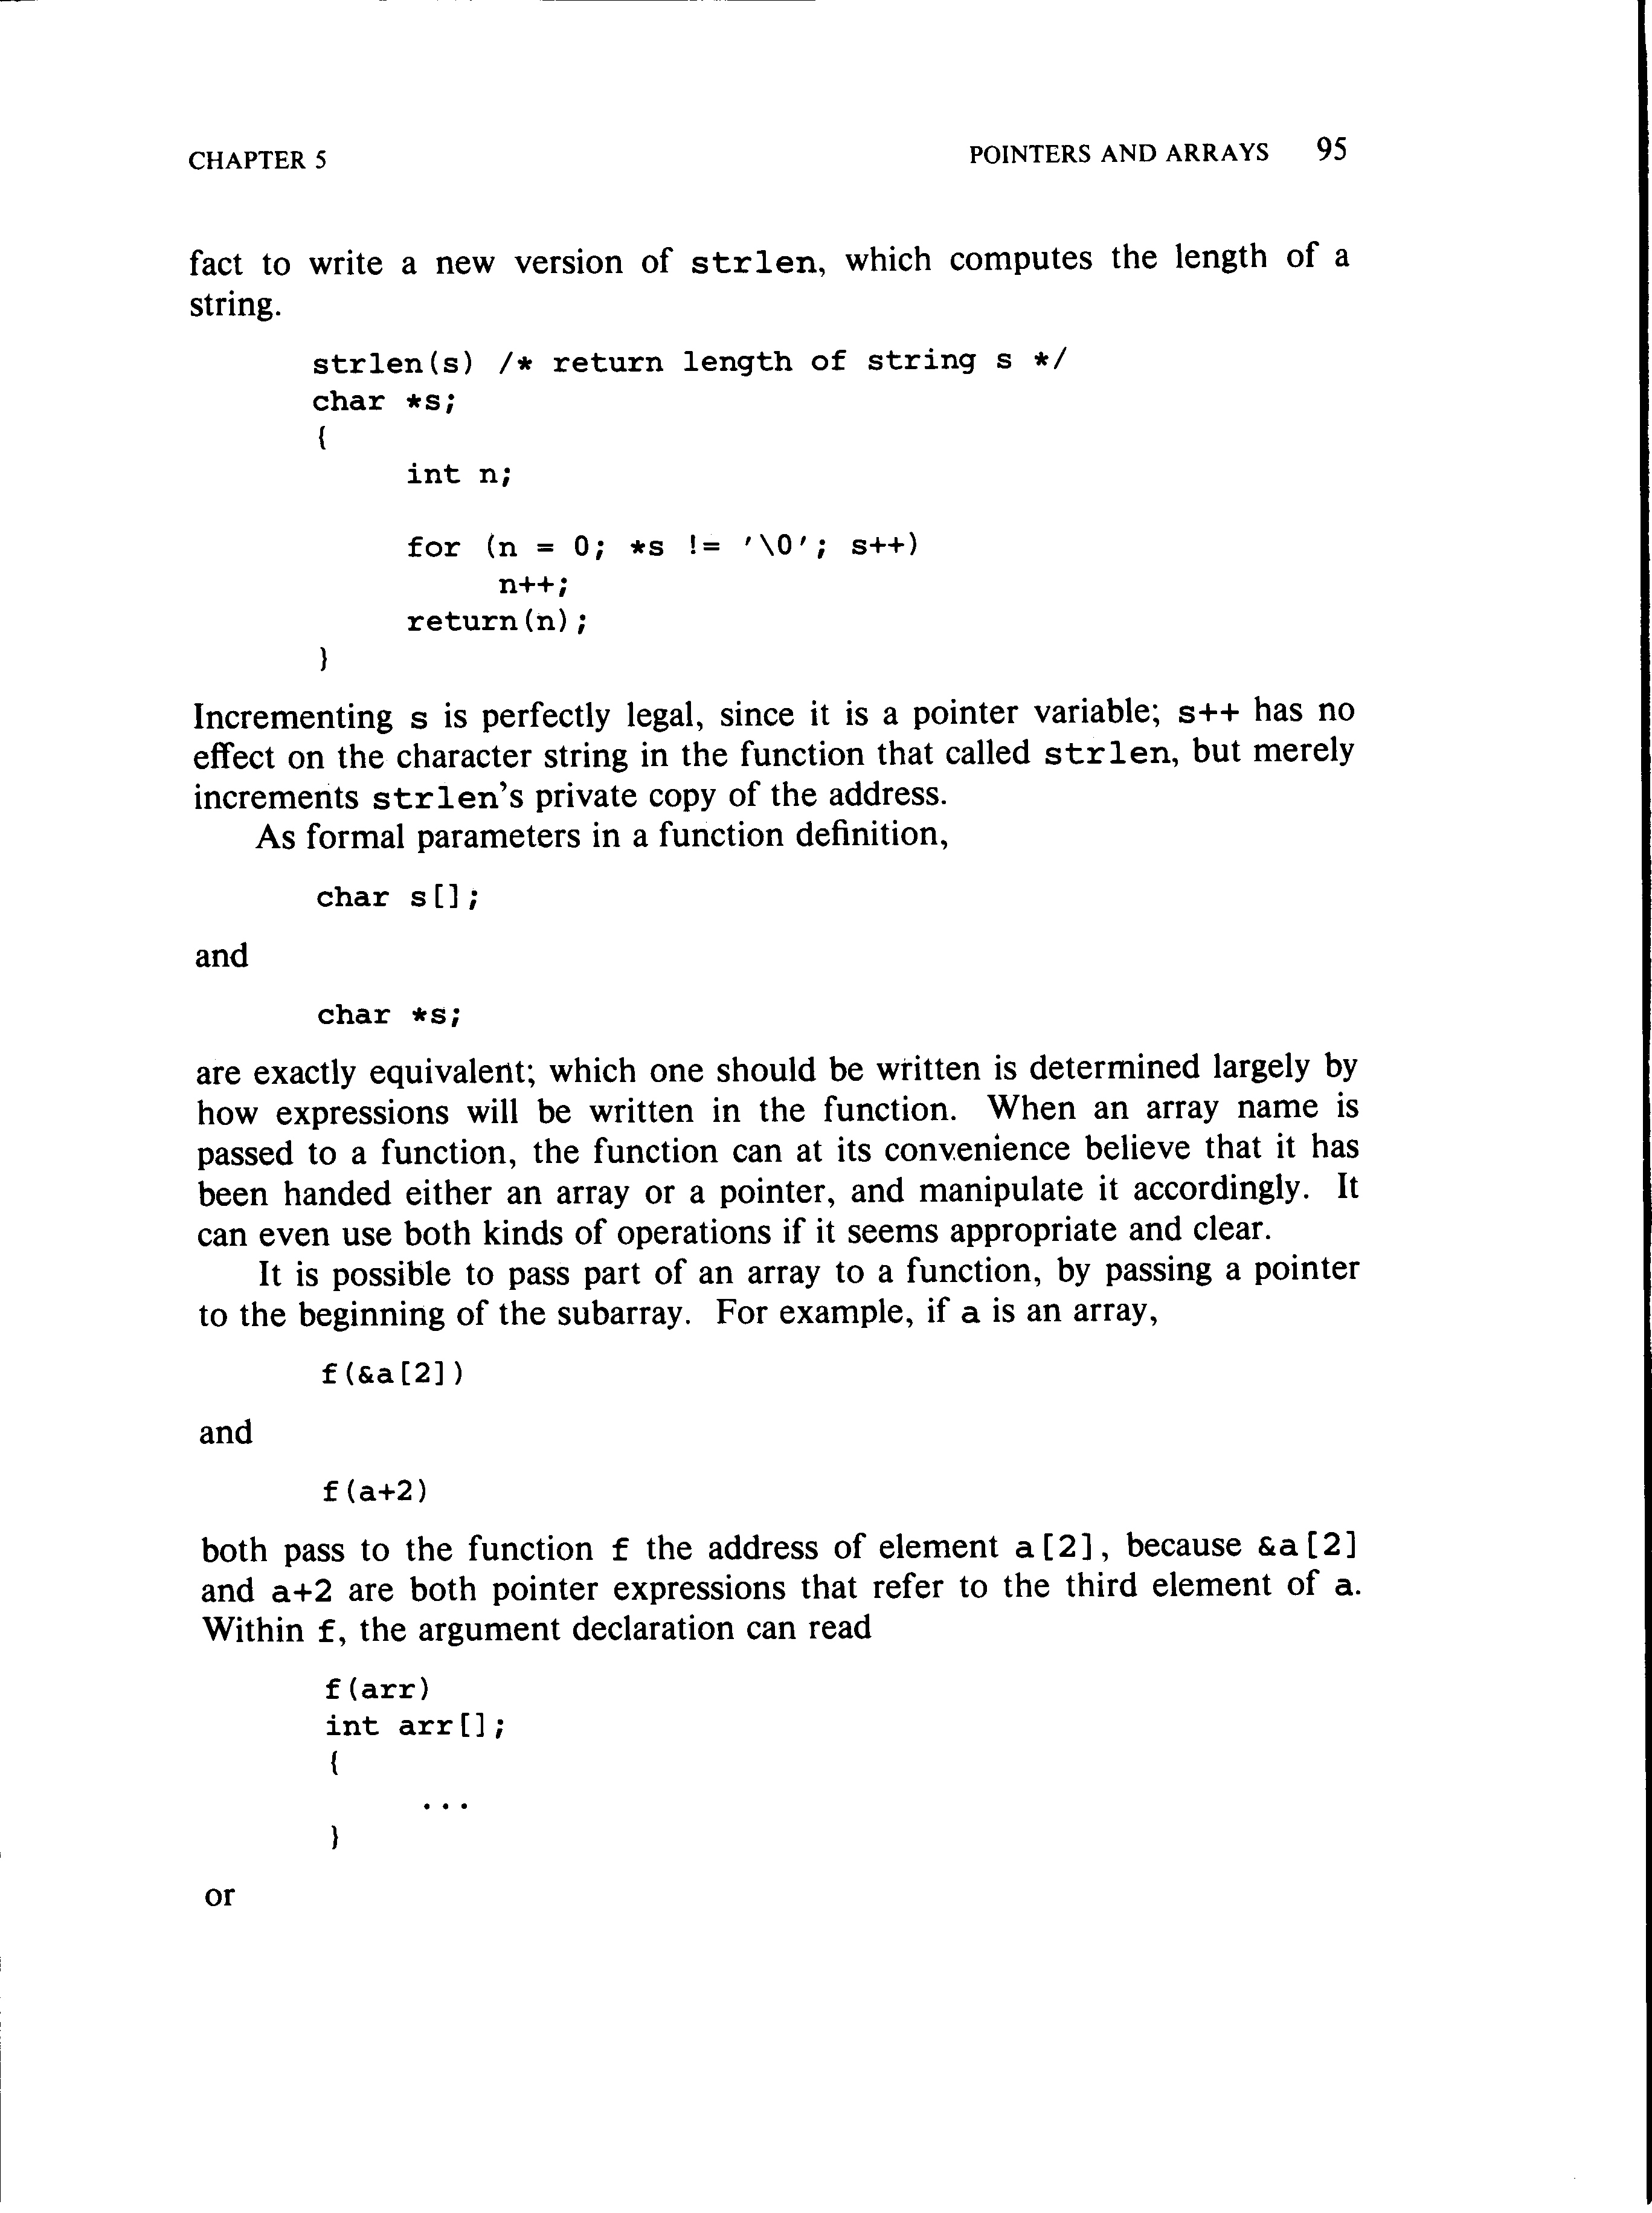 CHAPTER 5 POINTERS AND ARRAYS 95
fact to write a new version of strlen, which computes the length of a
string.
strlen(s) /* return length of string s */
char *s;
{
int n;
for (n = 0; *s != '\0'; s++)
n++;
return(n);
}
Incrementing s is perfectly legal, since it is a pointer variable; s++ has no
effect on the character string in the function that called strlen, but merely
increments strlen's private copy of the address.
As formal parameters in a function definition,
char s[];
and
char *s;
are exactly equivalent; which one should be written is determined largely by
how expressions will be written in the function. When an array name is
passed to a function, the function can at its convenience believe that it has
been handed either an array or a pointer, and manipulate it accordingly. It
can even use both kinds of operations if it seems appropriate and clear.
It is possible to pass part of an array to a function, by passing a pointer
to the beginning of the subarray. For example, if a is an array,
f(&a[2])
and
f(a+2)
both pass to the function f the address of element a[2], because &a[2]
and a+2 are both pointer expressions that refer to the third element of a.
Within f, the argument declaration can read
f(arr)
int arr[];
{
...
}
or